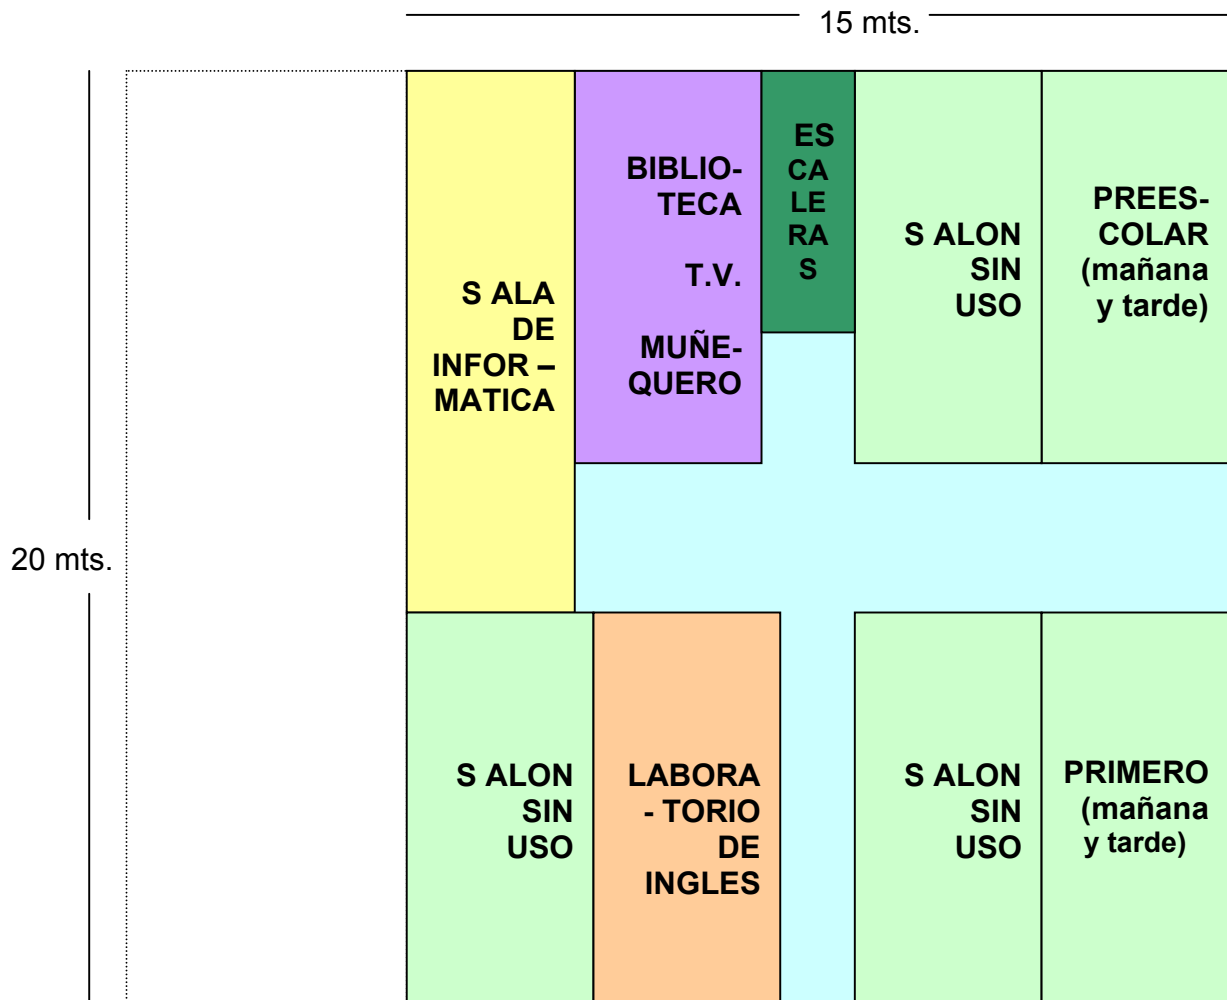 15 mts.
20 mts.
S ALA
DE
INFOR –
MATICA
BIBLIO-
TECA
T.V.
MUÑE-
QUERO
ES
CA
LE
RA
S
S ALON
SIN
USO
PREES-
COLAR
(mañana
y tarde)
S ALON
SIN
USO
LABORA
- TORIO
DE
INGLES
S ALON
SIN
USO
PRIMERO
(mañana
y tarde)